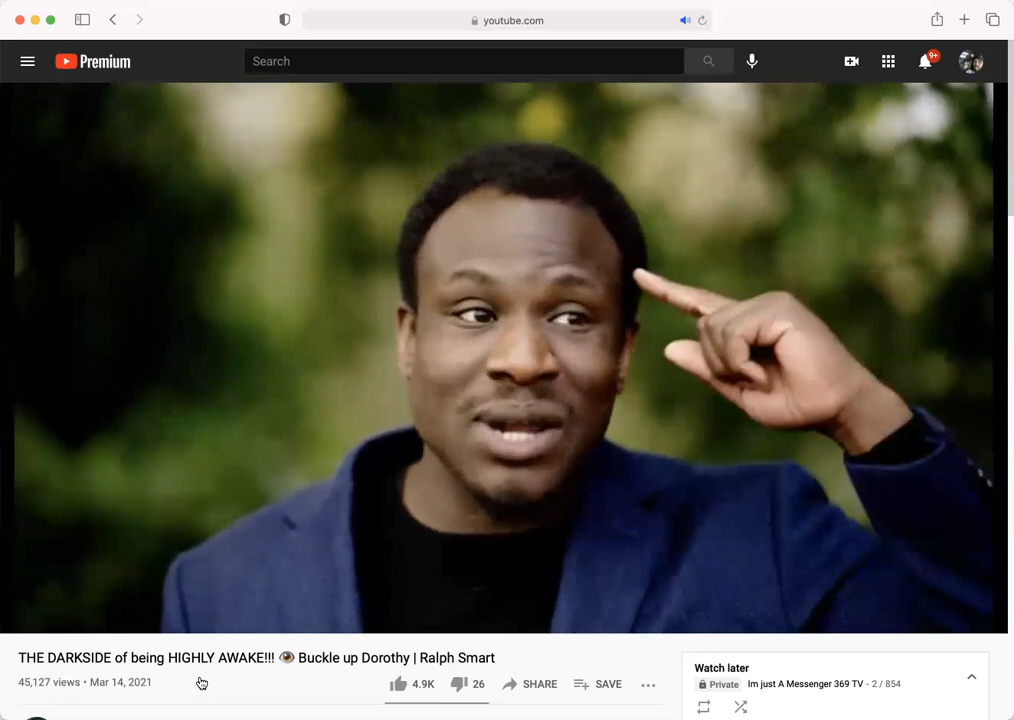 youtube.com
Premium
Search
9+
THE DARKSIDE of being HIGHLY AWAKE!!! 👁 Buckle up Dorothy | Ralph Smart
45,127 views • Mar 14, 2021
4.9K
26
SHARE
SAVE
Watch later
Private
Im just A Messenger 369 TV - 2 / 854